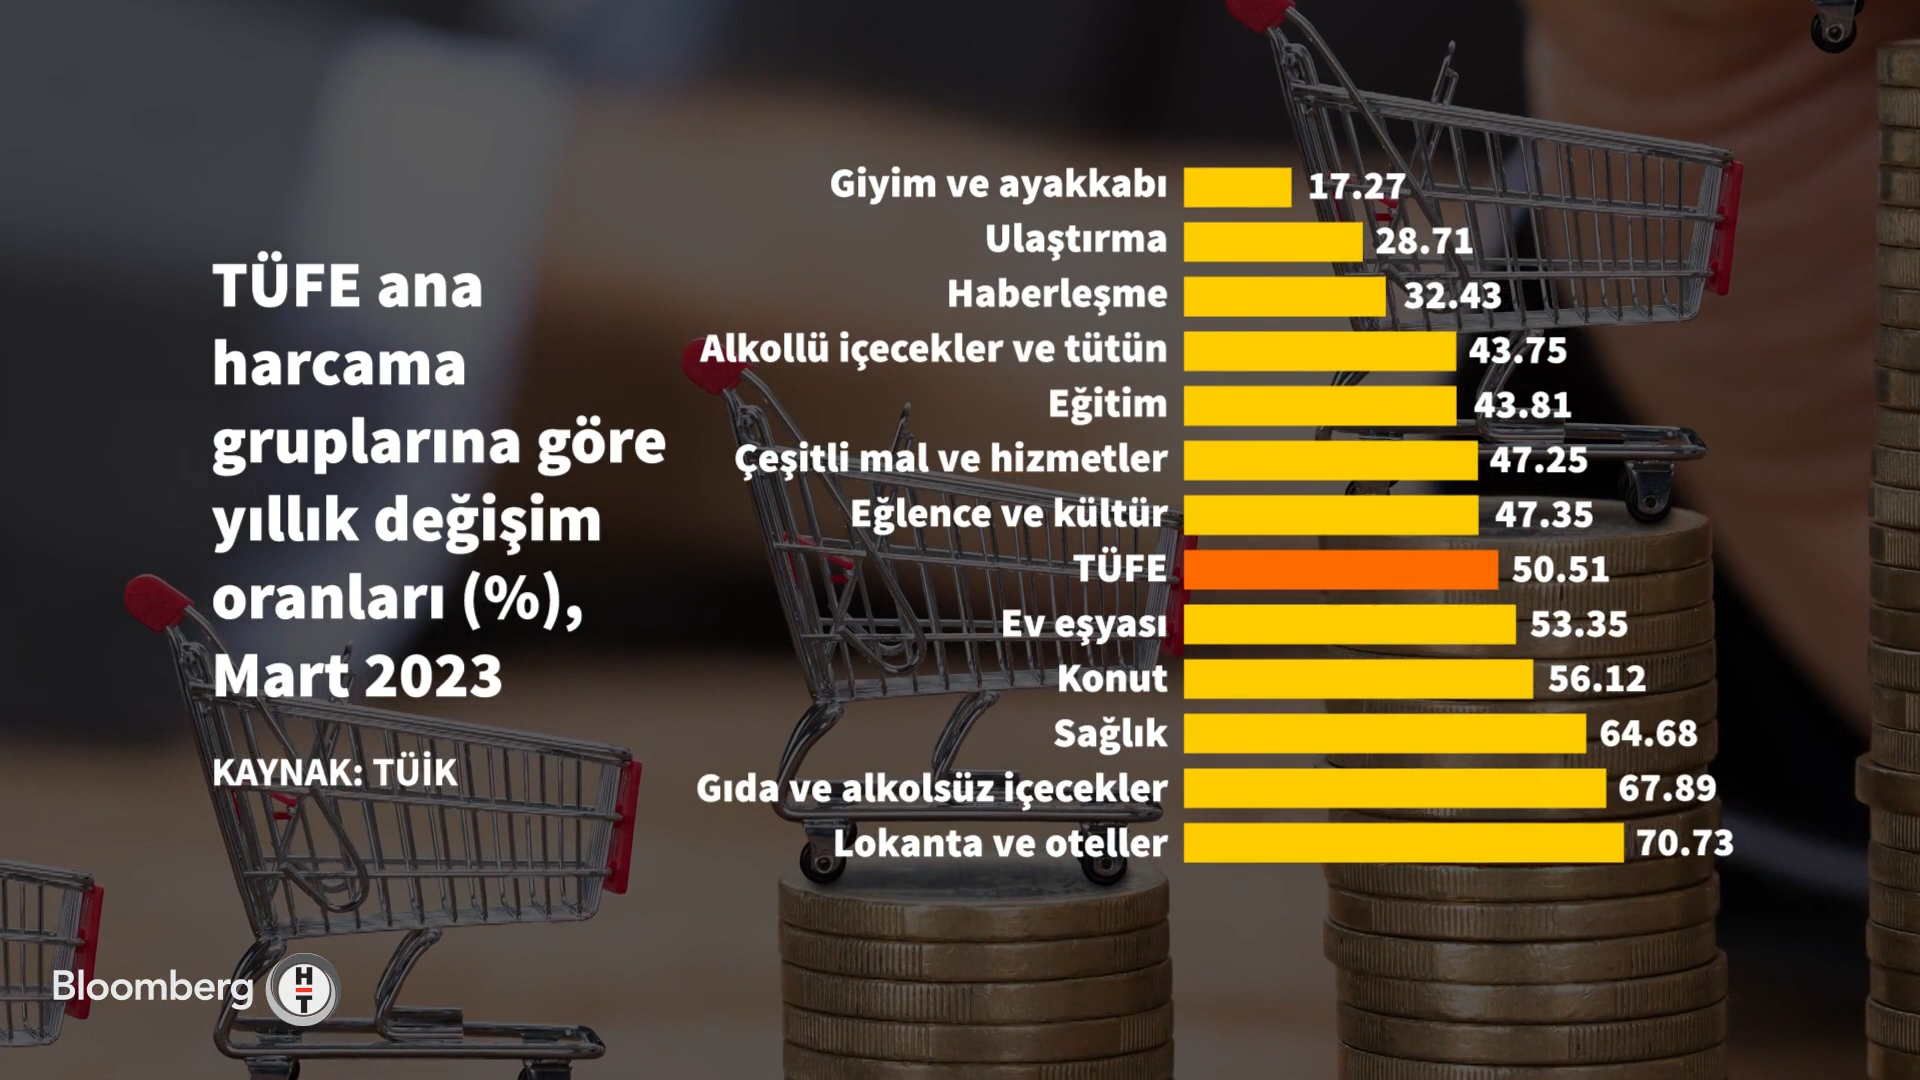 TÜFE ana
harcama
gruplarına göre
yıllık değişim
oranları (%),
Mart 2023
KAYNAK: TÜİK
Giyim ve ayakkabı 17.27
Ulaştırma 28.71
Haberleşme 32.43
Alkollü içecekler ve tütün 43.75
Eğitim 43.81
Çeşitli mal ve hizmetler 47.25
Eğlence ve kültür 47.35
TÜFE 50.51
Ev eşyası 53.35
Konut 56.12
Sağlık 64.68
Gıda ve alkolsüz içecekler 67.89
Lokanta ve oteller 70.73
Bloomberg HT